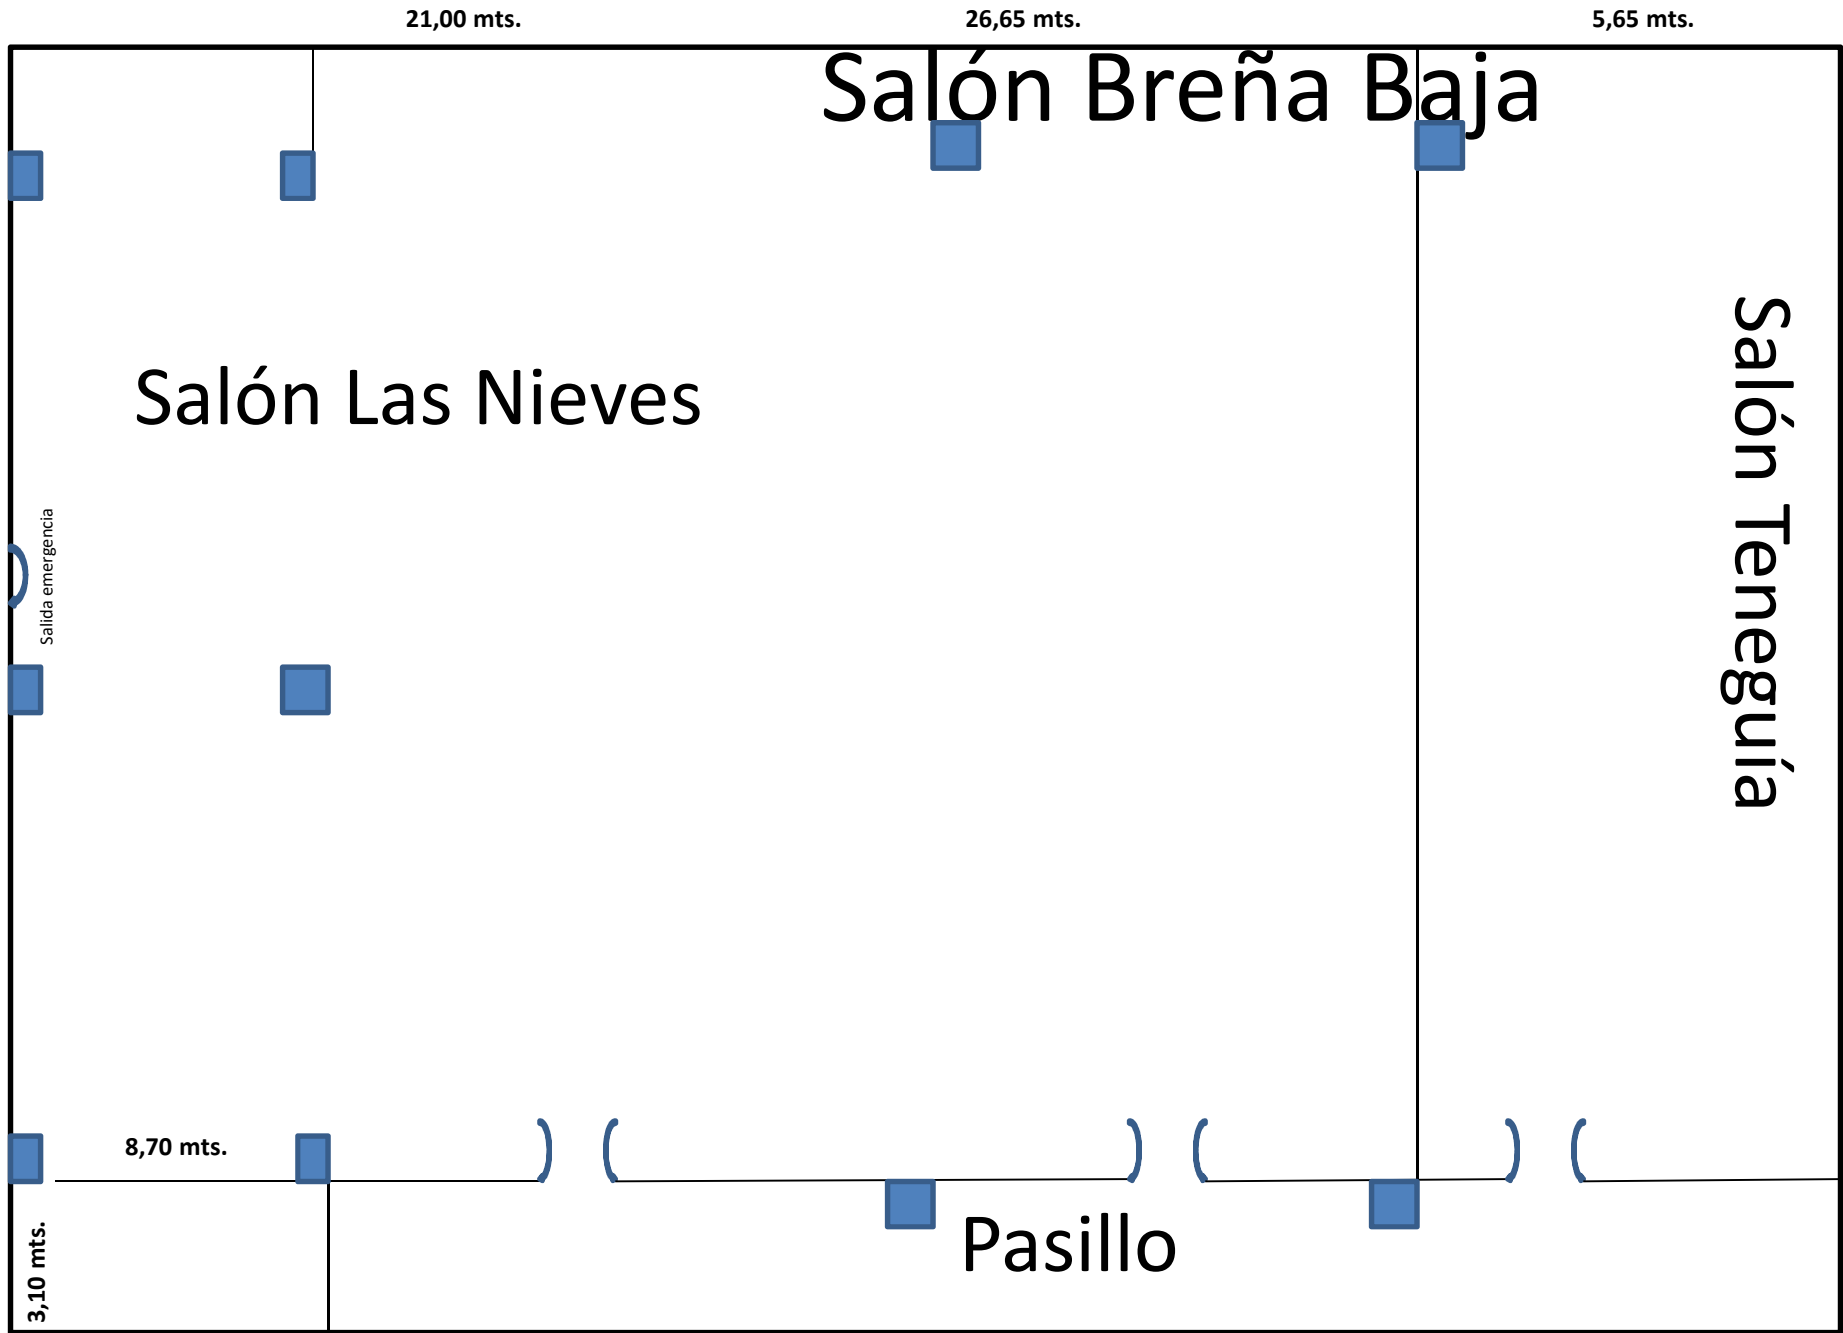 21,00 mts.
26,65 mts.
5,65 mts.
Salón Breña Baja
Salón Las Nieves
Salón Teneguía
Salida emergencia
8,70 mts.
3,10 mts.
Pasillo